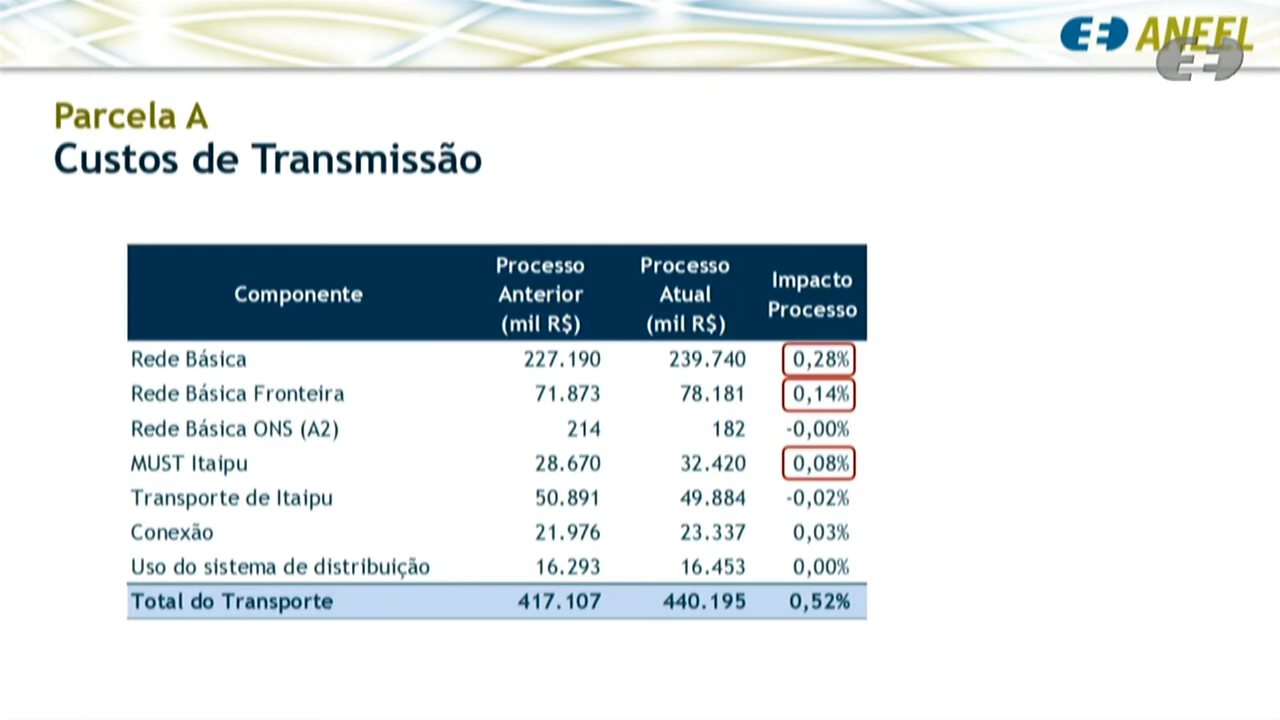 ANEEL
Parcela A
Custos de Transmissão
Componente Processo Anterior (mil R$) Processo Atual (mil R$) Impacto Processo
Rede Básica 227.190 239.740 0,28%
Rede Básica Fronteira 71.873 78.181 0,14%
Rede Básica ONS (A2) 214 182 -0,00%
MUST Itaipu 28.670 32.420 0,08%
Transporte de Itaipu 50.891 49.884 -0,02%
Conexão 21.976 23.337 0,03%
Uso do sistema de distribuição 16.293 16.453 0,00%
Total do Transporte 417.107 440.195 0,52%